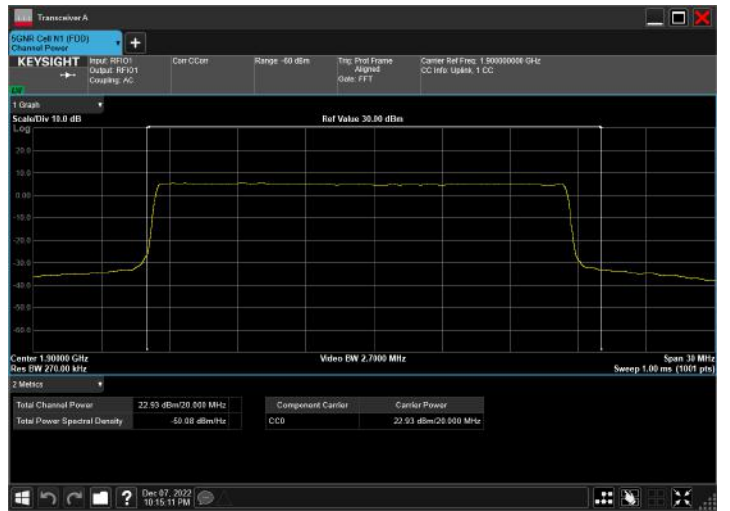 Transceiver A
5GNR Cell N1 (FDD)
Channel Power
KEYSIGHT
Input: RFIO1
Output: RFIO1
Coupling: AC
Corr CCorr
Range: -60 dBm
Trig: Prot Frame
Aligned
Gate: FFT
Carrier Ref Freq: 1.900000000 GHz
CC Info: Uplink, 1 CC
1 Graph
Scale/Div 10.0 dB
Ref Value 30.00 dBm
Log
20.0
10.0
0.00
-10.0
-20.0
-30.0
-40.0
-50.0
-60.0
Center 1.90000 GHz
Video BW 2.7000 MHz
Span 30 MHz
Res BW 270.00 kHz
Sweep 1.00 ms (1001 pts)
2 Metrics
Total Channel Power 22.93 dBm/20.000 MHz
Total Power Spectral Density -50.08 dBm/Hz
Component Carrier Carrier Power
CC0 22.93 dBm/20.000 MHz
?
Dec 07, 2022
10:15:11 PM